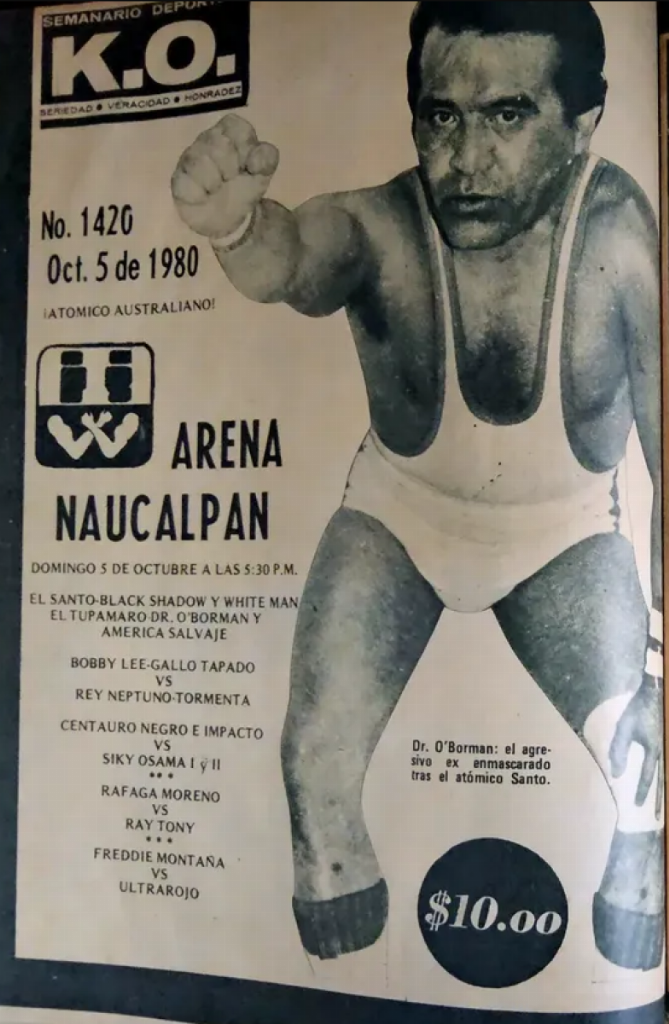 SEMANARIO DEPORT
K.O.
SERIEDAD • VERACIDAD • HONRADEZ
No. 1420
Oct. 5 de 1980
¡ATOMICO AUSTRALIANO!
ARENA
NAUCALPAN
DOMINGO 5 DE OCTUBRE A LAS 5:30 P.M.
EL SANTO-BLACK SHADOW Y WHITE MAN
EL TUPAMARO-DR. O'BORMAN Y
AMERICA SALVAJE
BOBBY LEE-GALLO TAPADO
VS
REY NEPTUNO-TORMENTA
CENTAURO NEGRO E IMPACTO
VS
SIKY OSAMA I y II
•••
RAFAGA MORENO
VS
RAY TONY
•••
FREDDIE MONTAÑA
VS
ULTRAROJO
Dr. O'Borman: el agre-
sivo ex enmascarado
tras el atómico Santo.
$10.00